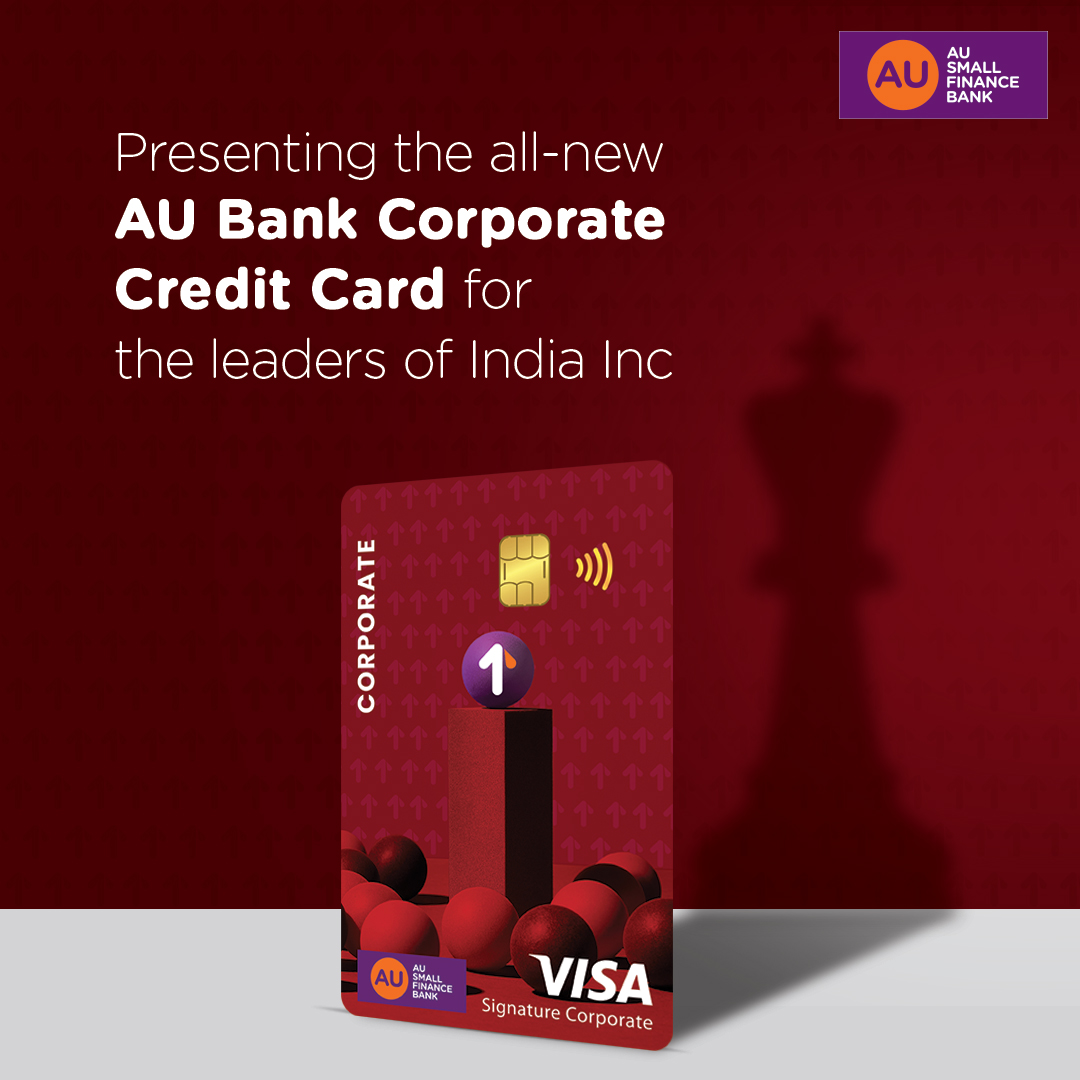 AU
AU
SMALL
FINANCE
BANK
Presenting the all-new
AU Bank Corporate
Credit Card for
the leaders of India Inc
CORPORATE
1
AU
AU
SMALL
FINANCE
BANK
VISA
Signature Corporate